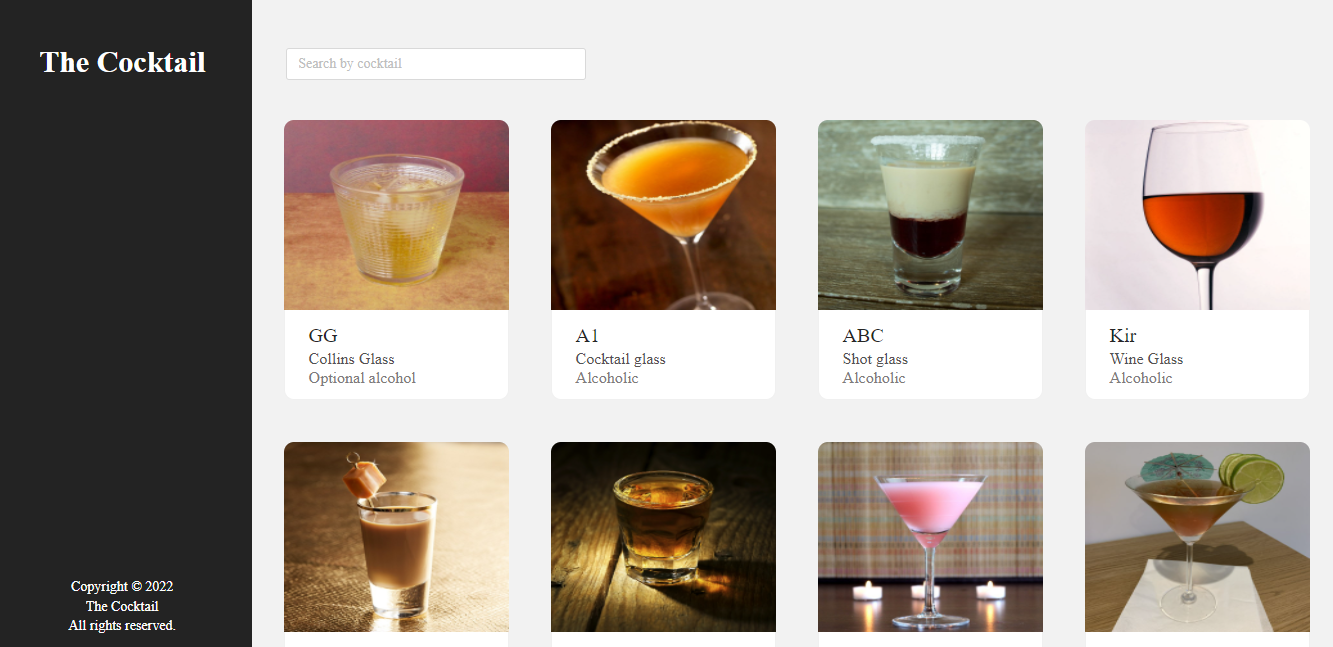 The Cocktail
Search by cocktail
GG
Collins Glass
Optional alcohol
A1
Cocktail glass
Alcoholic
ABC
Shot glass
Alcoholic
Kir
Wine Glass
Alcoholic
Copyright © 2022
The Cocktail
All rights reserved.